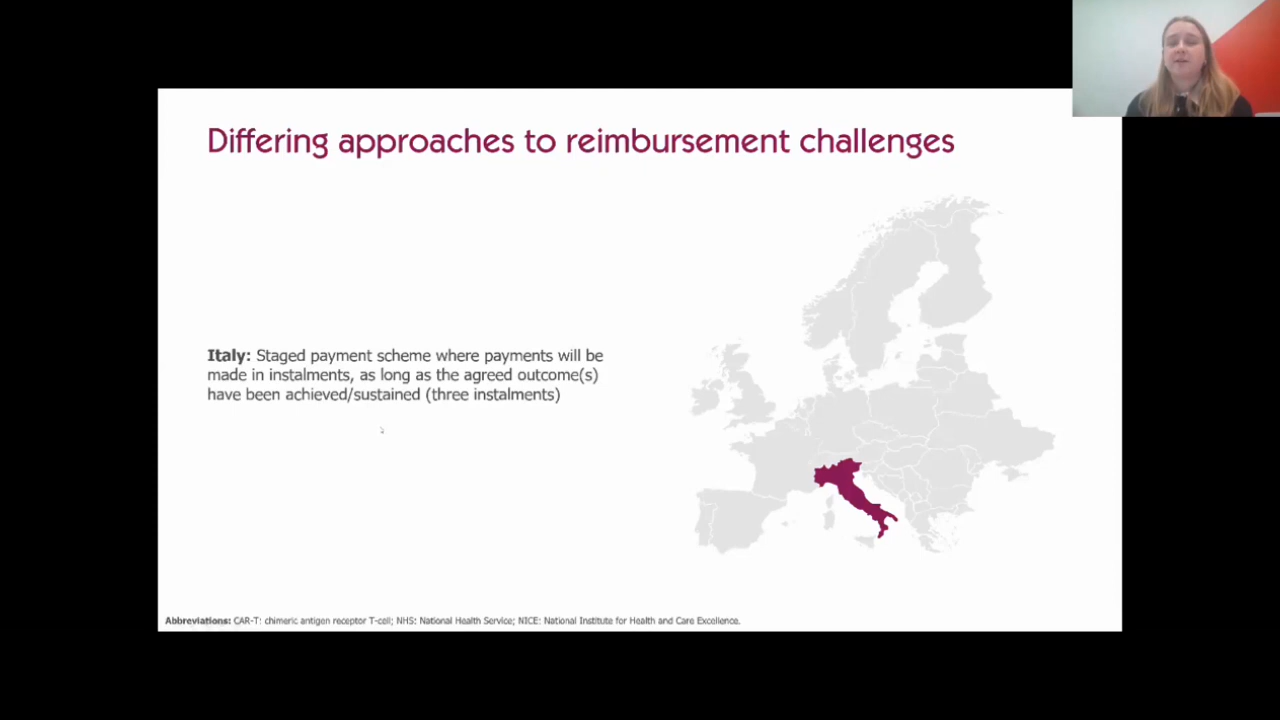 Differing approaches to reimbursement challenges
Italy: Staged payment scheme where payments will be
made in instalments, as long as the agreed outcome(s)
have been achieved/sustained (three instalments)
Abbreviations: CAR-T: chimeric antigen receptor T-cell; NHS: National Health Service; NICE: National Institute for Health and Care Excellence.